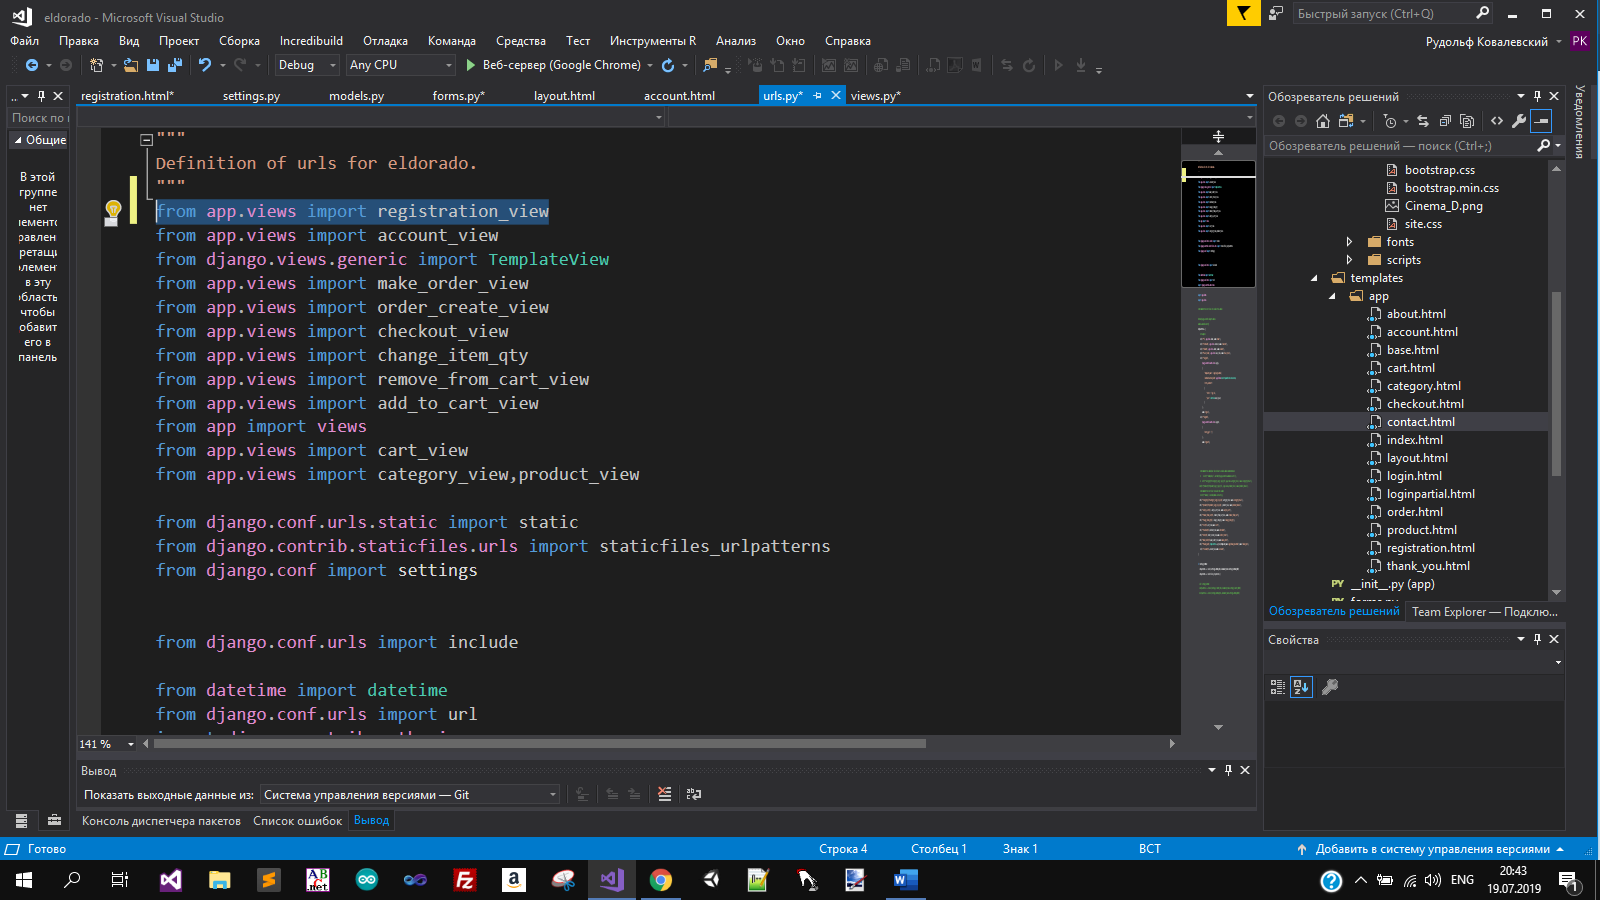 eldorado - Microsoft Visual Studio
Быстрый запуск (Ctrl+Q)
Файл Правка Вид Проект Сборка Incredibuild Отладка Команда Средства Тест Инструменты R Анализ Окно Справка
Рудольф Ковалевский РК
Debug Any CPU Веб-сервер (Google Chrome)
registration.html* settings.py models.py forms.py* layout.html account.html urls.py* views.py*
Поиск по
Общие
В этой
группе
нет
в эту
чтобы
его в
панель
"""
Definition of urls for eldorado.
"""
from app.views import registration_view
from app.views import account_view
from django.views.generic import TemplateView
from app.views import make_order_view
from app.views import order_create_view
from app.views import checkout_view
from app.views import change_item_qty
from app.views import remove_from_cart_view
from app.views import add_to_cart_view
from app import views
from app.views import cart_view
from app.views import category_view,product_view
from django.conf.urls.static import static
from django.contrib.staticfiles.urls import staticfiles_urlpatterns
from django.conf import settings
from django.conf.urls import include
from datetime import datetime
from django.conf.urls import url
141 %
Обозреватель решений
Обозреватель решений — поиск (Ctrl+;)
bootstrap.css
bootstrap.min.css
Cinema_D.png
site.css
fonts
scripts
templates
app
about.html
account.html
base.html
cart.html
category.html
checkout.html
contact.html
index.html
layout.html
login.html
loginpartial.html
order.html
product.html
registration.html
thank_you.html
PY __init__.py (app)
Обозреватель решений Team Explorer — Подклю...
Свойства
Уведомления
Вывод
Показать выходные данные из: Система управления версиями — Git
Консоль диспетчера пакетов Список ошибок Вывод
Готово Строка 4 Столбец 1 Знак 1 ВСТ Добавить в систему управления версиями
ENG 20:43
19.07.2019
1